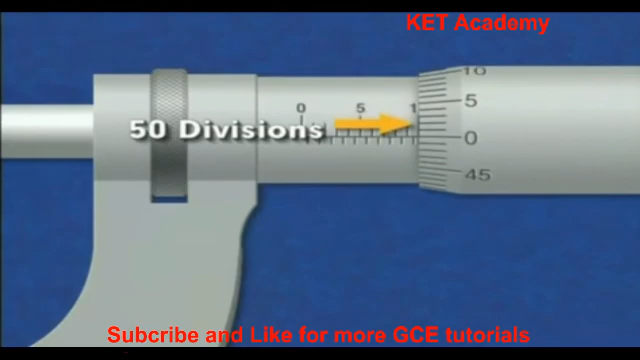 KET Academy
10
0 5 1 5
50 Divisions
0
45
Subcribe and Like for more GCE tutorials